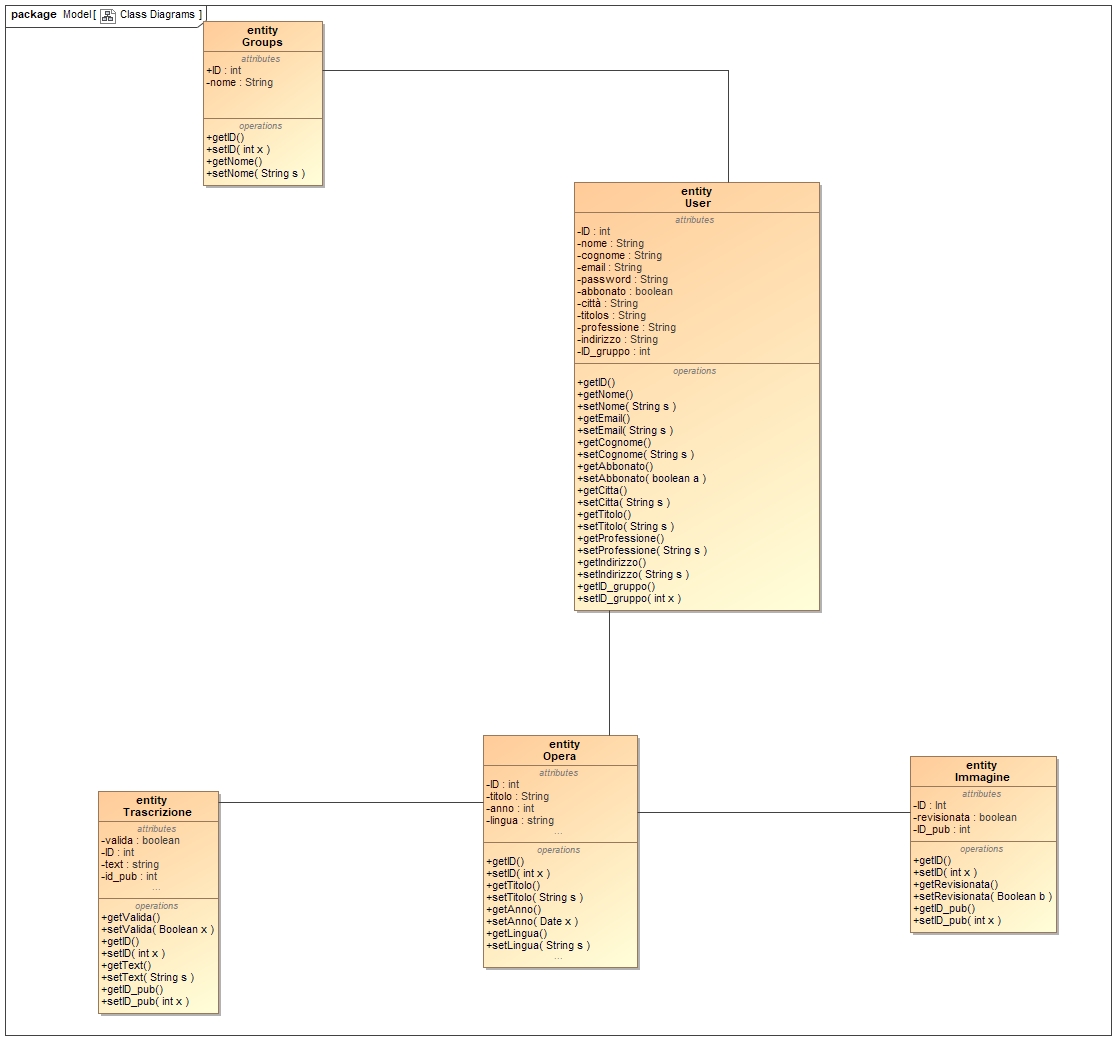 package Model[ Class Diagrams ]
entity
Groups
attributes
+ID : int
-nome : String
operations
+getID()
+setID( int x )
+getNome()
+setNome( String s )
entity
User
attributes
-ID : int
-nome : String
-cognome : String
-email : String
-password : String
-abbonato : boolean
-città : String
-titolos : String
-professione : String
-indirizzo : String
-ID_gruppo : int
operations
+getID()
+getNome()
+setNome( String s )
+getEmail()
+setEmail( String s )
+getCognome()
+setCognome( String s )
+getAbbonato()
+setAbbonato( boolean a )
+getCitta()
+setCitta( String s )
+getTitolo()
+setTitolo( String s )
+getProfessione()
+setProfessione( String s )
+getIndirizzo()
+setIndirizzo( String s )
+getID_gruppo()
+setID_gruppo( int x )
entity
Trascrizione
attributes
-valida : boolean
-ID : int
-text : string
-id_pub : int
...
operations
+getValida()
+setValida( Boolean x )
+getID()
+setID( int x )
+getText()
+setText( String s )
+getID_pub()
+setID_pub( int x )
entity
Opera
attributes
-ID : int
-titolo : String
-anno : int
-lingua : string
...
operations
+getID()
+setID( int x )
+getTitolo()
+setTitolo( String s )
+getAnno()
+setAnno( Date x )
+getLingua()
+setLingua( String s )
...
entity
Immagine
attributes
-ID : Int
-revisionata : boolean
-ID_pub : int
operations
+getID()
+setID( int x )
+getRevisionata()
+setRevisionata( Boolean b )
+getID_pub()
+setID_pub( int x )